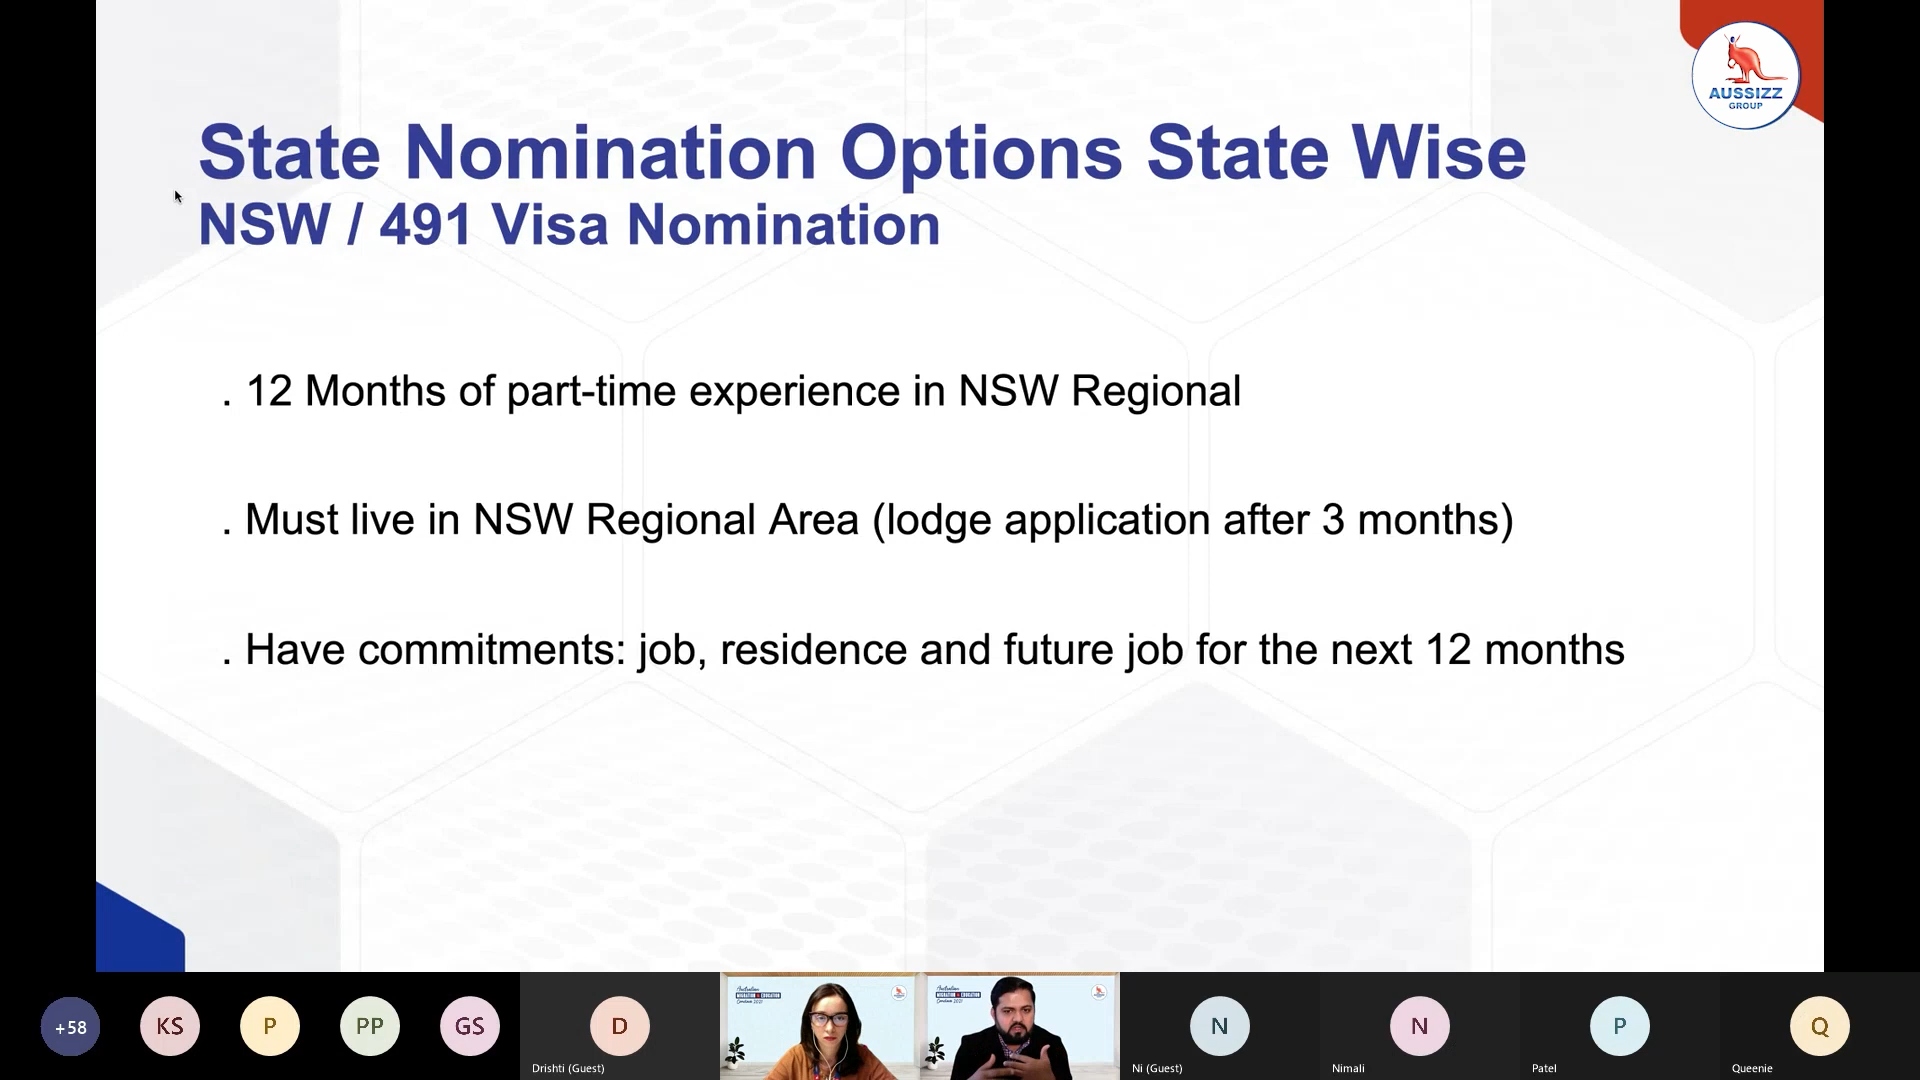 AUSSIZZ
GROUP
State Nomination Options State Wise
NSW / 491 Visa Nomination
. 12 Months of part-time experience in NSW Regional
. Must live in NSW Regional Area (lodge application after 3 months)
. Have commitments: job, residence and future job for the next 12 months
+58
KS
P
PP
GS
D
Drishti (Guest)
N
Ni (Guest)
N
Nimali
P
Patel
Q
Queenie